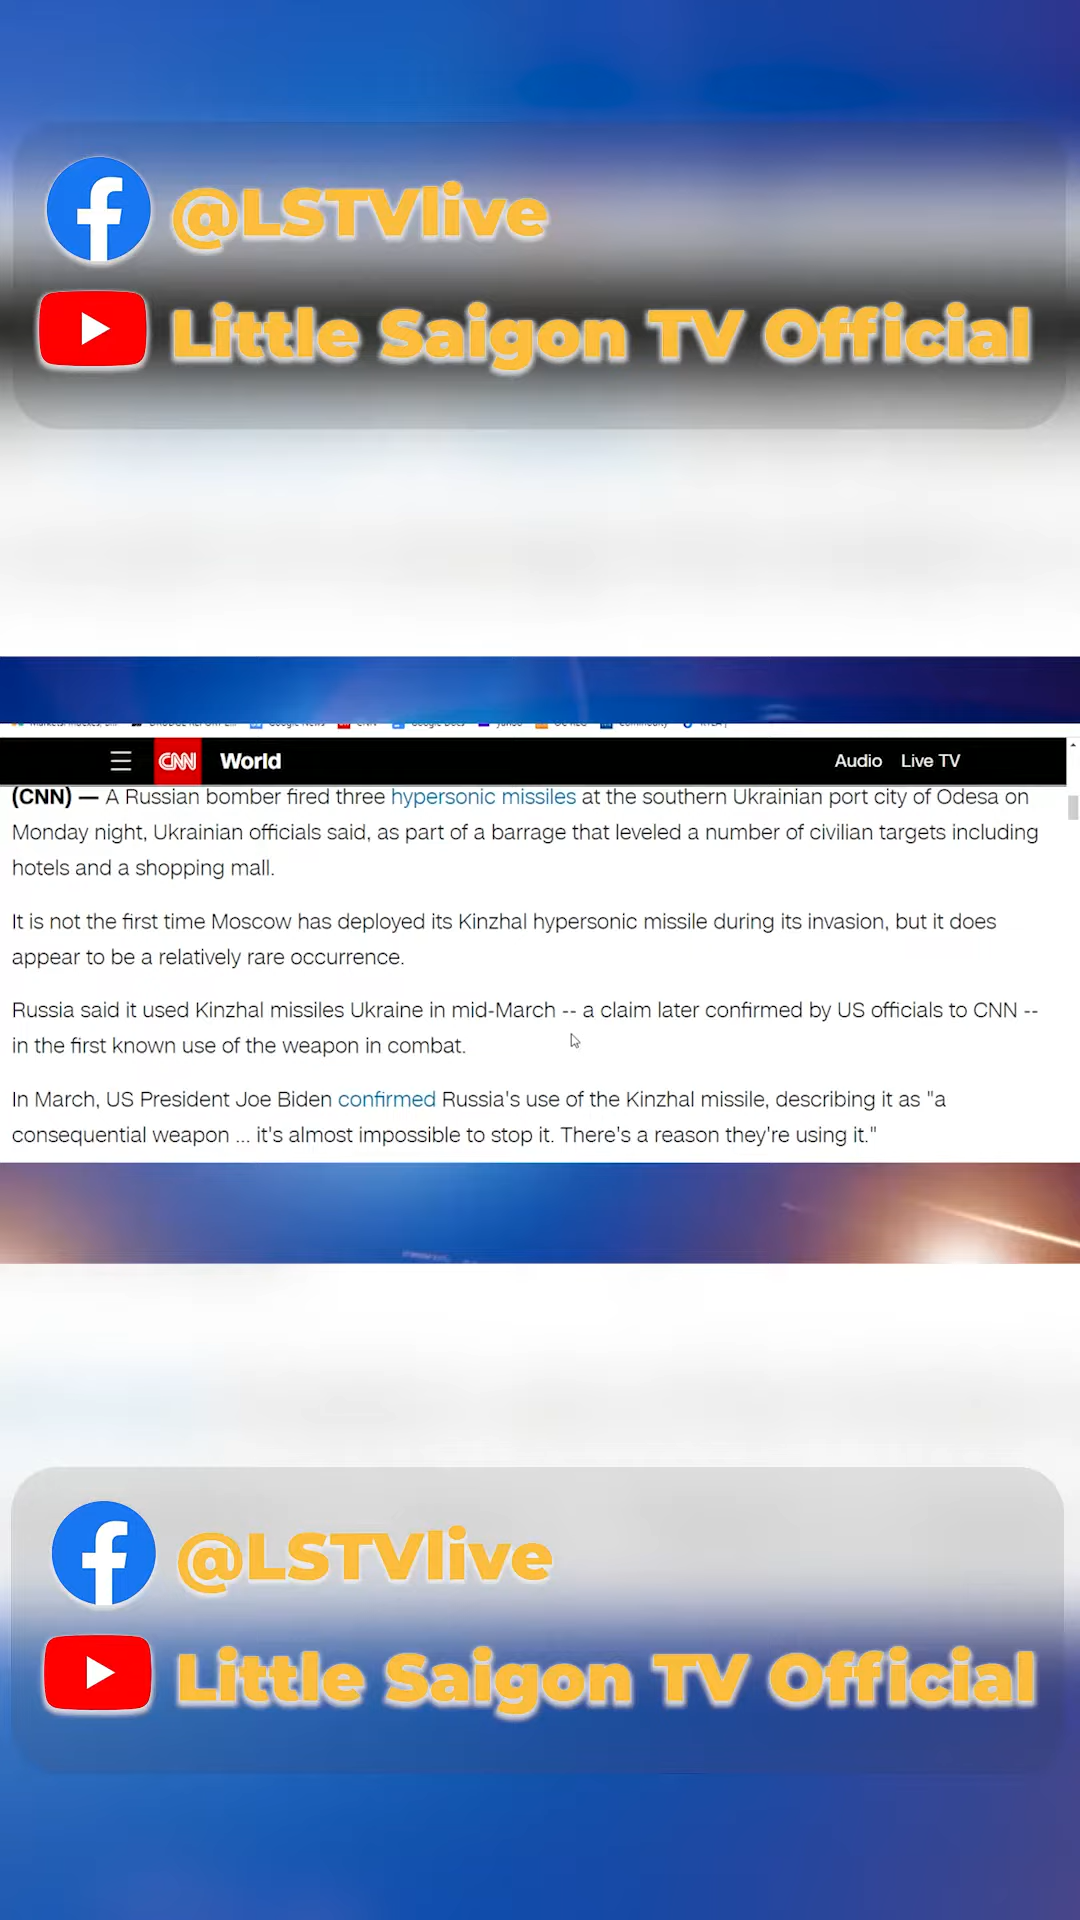 @LSTVlive
Little Saigon TV Official
Google News
CNN
Google Docs
CNN World Audio Live TV
(CNN) — A Russian bomber fired three hypersonic missiles at the southern Ukrainian port city of Odesa on
Monday night, Ukrainian officials said, as part of a barrage that leveled a number of civilian targets including
hotels and a shopping mall.
It is not the first time Moscow has deployed its Kinzhal hypersonic missile during its invasion, but it does
appear to be a relatively rare occurrence.
Russia said it used Kinzhal missiles Ukraine in mid-March -- a claim later confirmed by US officials to CNN --
in the first known use of the weapon in combat.
In March, US President Joe Biden confirmed Russia's use of the Kinzhal missile, describing it as "a
consequential weapon ... it's almost impossible to stop it. There's a reason they're using it."
@LSTVlive
Little Saigon TV Official